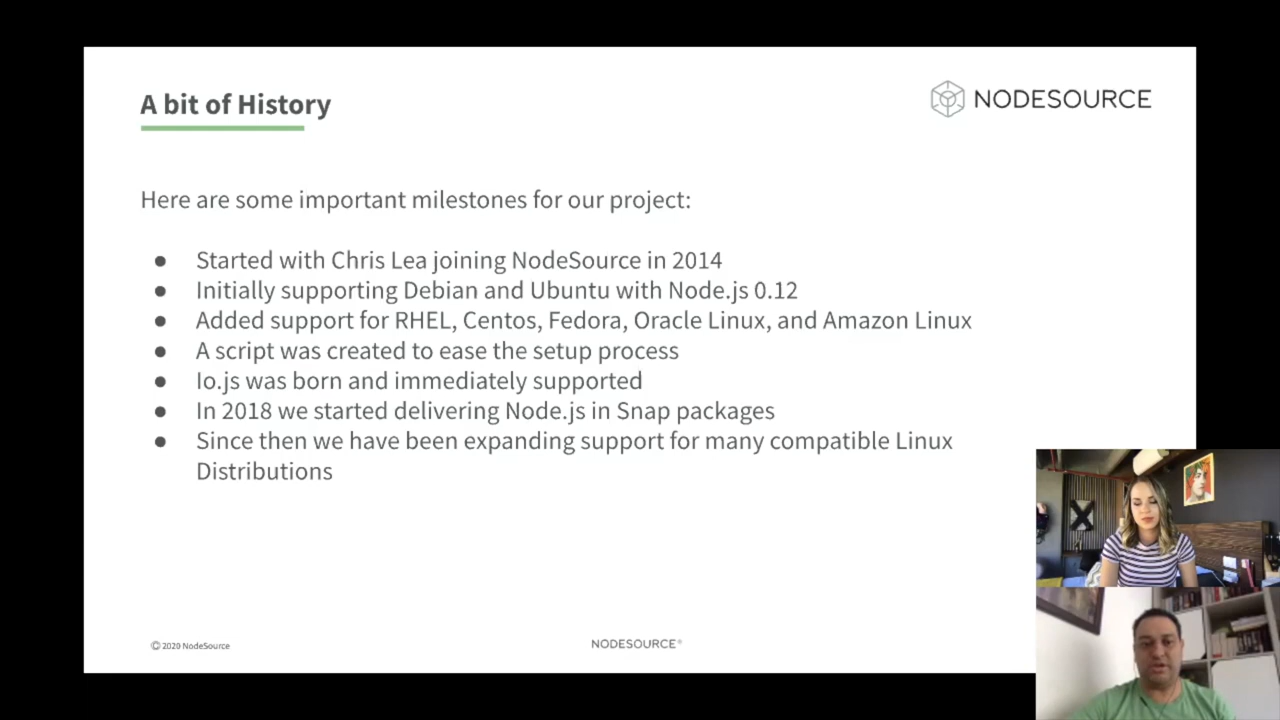 A bit of History
NODESOURCE
Here are some important milestones for our project:
● Started with Chris Lea joining NodeSource in 2014
● Initially supporting Debian and Ubuntu with Node.js 0.12
● Added support for RHEL, Centos, Fedora, Oracle Linux, and Amazon Linux
● A script was created to ease the setup process
● Io.js was born and immediately supported
● In 2018 we started delivering Node.js in Snap packages
● Since then we have been expanding support for many compatible Linux
Distributions
© 2020 NodeSource
NODESOURCE®